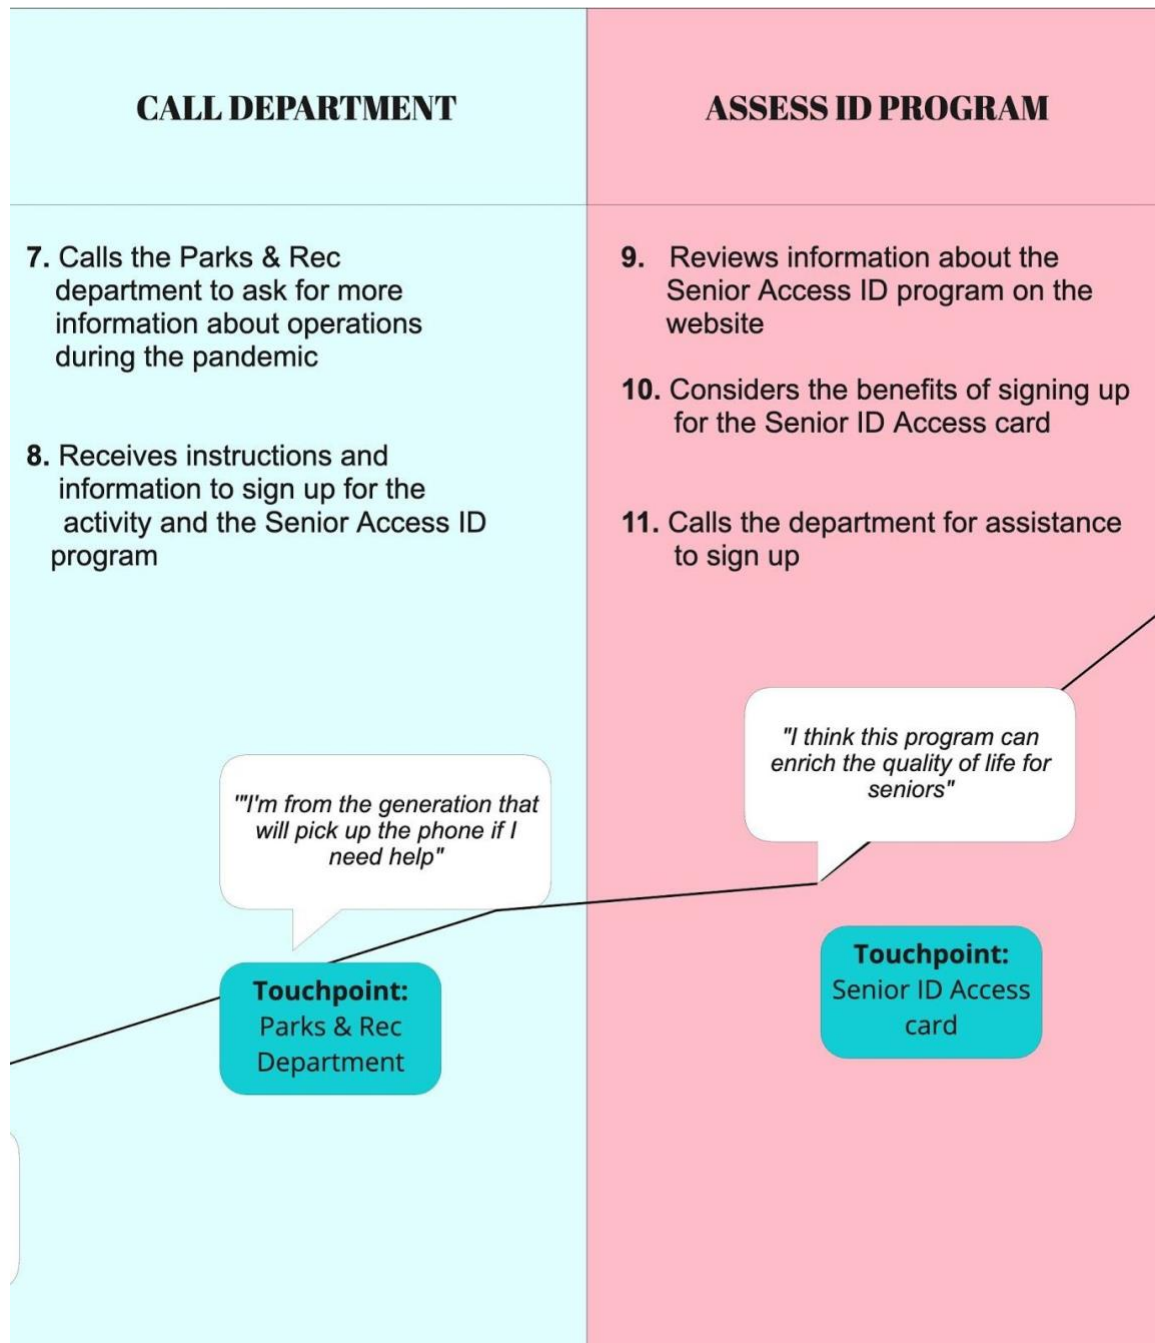 CALL DEPARTMENT
7. Calls the Parks & Rec
department to ask for more
information about operations
during the pandemic
8. Receives instructions and
information to sign up for the
activity and the Senior Access ID
program
'"I'm from the generation that
will pick up the phone if I
need help"
Touchpoint:
Parks & Rec
Department
ASSESS ID PROGRAM
9. Reviews information about the
Senior Access ID program on the
website
10. Considers the benefits of signing up
for the Senior ID Access card
11. Calls the department for assistance
to sign up
"I think this program can
enrich the quality of life for
seniors"
Touchpoint:
Senior ID Access
card